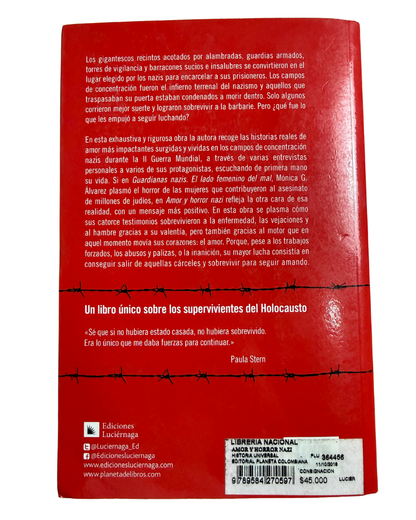 Los gigantescos recintos acotados por alambradas, guardias armados,
torres de vigilancia y barracones sucios e insalubres se convirtieron en el
lugar elegido por los nazis para encarcelar a sus prisioneros. Los campos
de concentración fueron el infierno terrenal del nazismo y aquellos que
traspasaban su puerta estaban condenados a morir dentro. Solo algunos
corrieron mejor suerte y lograron sobrevivir a la barbarie. Pero ¿qué fue lo
que les empujó a seguir luchando?
En esta exhaustiva y rigurosa obra la autora recoge las historias reales de
amor más impactantes surgidas y vividas en los campos de concentración
nazis durante la II Guerra Mundial, a través de varias entrevistas
personales a varios de sus protagonistas, escuchando de primera mano
su vida. Si en Guardianas nazis. El lado femenino del mal, Mónica G.
Álvarez plasmó el horror de las mujeres que contribuyeron al asesinato
de millones de judíos, en Amor y horror nazi refleja la otra cara de esa
realidad, con un mensaje más positivo. En esta obra se plasma cómo
sus catorce testimonios sobrevivieron a la enfermedad, las vejaciones y
al hambre gracias a su valentía, pero también gracias al motor que en
aquel momento movía sus corazones: el amor. Porque, pese a los trabajos
forzados, los abusos y palizas, o la inanición, su mayor lucha consistía en
conseguir salir de aquellas cárceles y sobrevivir para seguir amando.
Un libro único sobre los supervivientes del Holocausto
«Sé que si no hubiera estado casada, no hubiera sobrevivido.
Era lo único que me daba fuerzas para continuar.»
Paula Stern
Ediciones
Luciérnaga
@Luciernaga_Ed
@Edicionesluciernaga
www.edicionesluciernaga.com
www.planetadelibros.com
LIBRERIA NACIONAL
AMOR Y HORROR NAZI
HISTORIA UNIVERSAL
EDITORIAL PLANETA COLOMBIANA
PLU 364466
11/10/2018
CONSIGNACION
9789584270597
$45.000
LUCIER